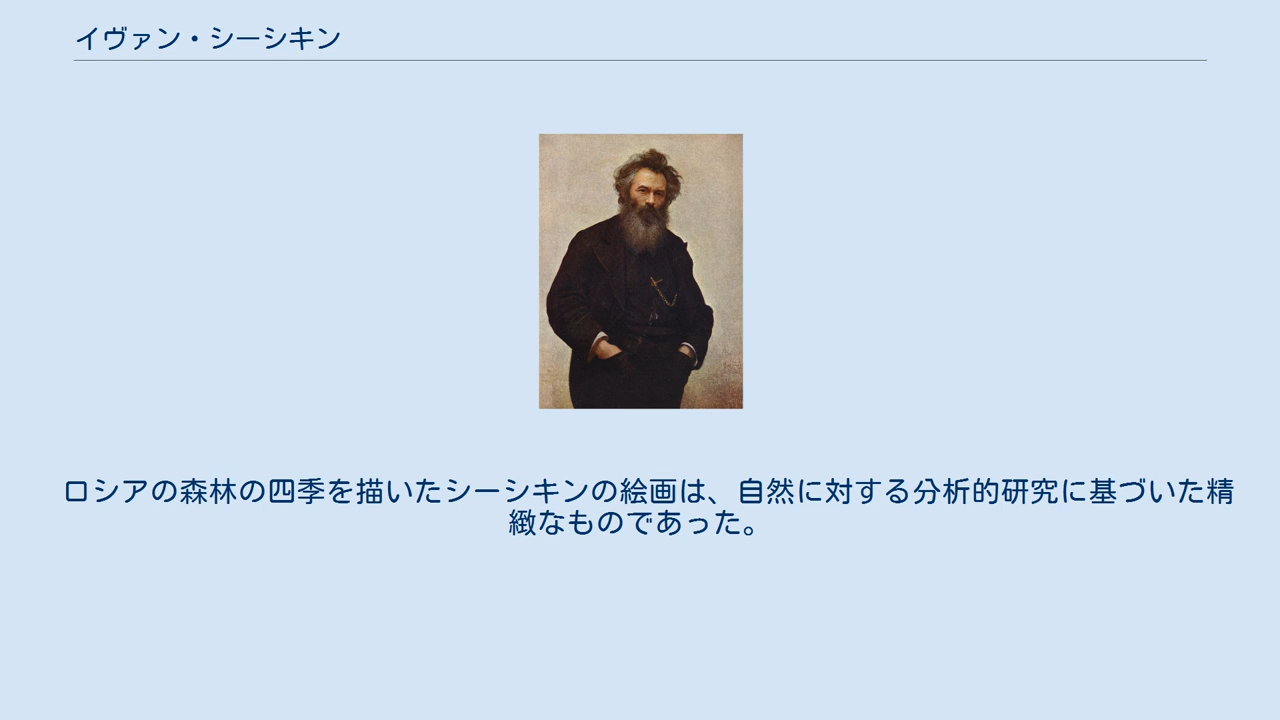 イヴァン・シーシキン
ロシアの森林の四季を描いたシーシキンの絵画は、自然に対する分析的研究に基づいた精
緻なものであった。